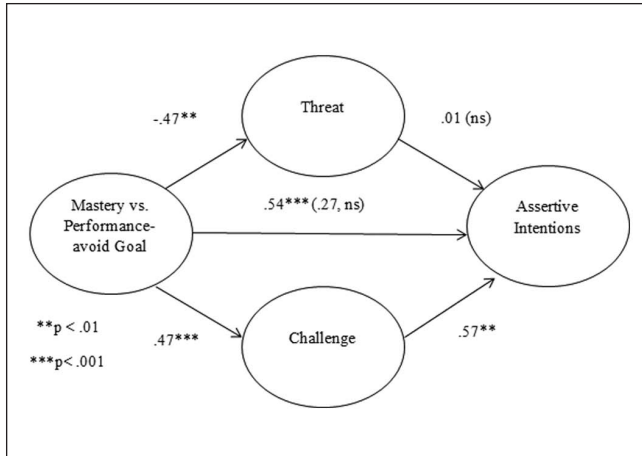 Threat
-.47**
.01 (ns)
.54*** (.27, ns)
Mastery vs.
Performance-
avoid Goal
Assertive
Intentions
**p < .01
.47***
Challenge
.57**
***p< .001